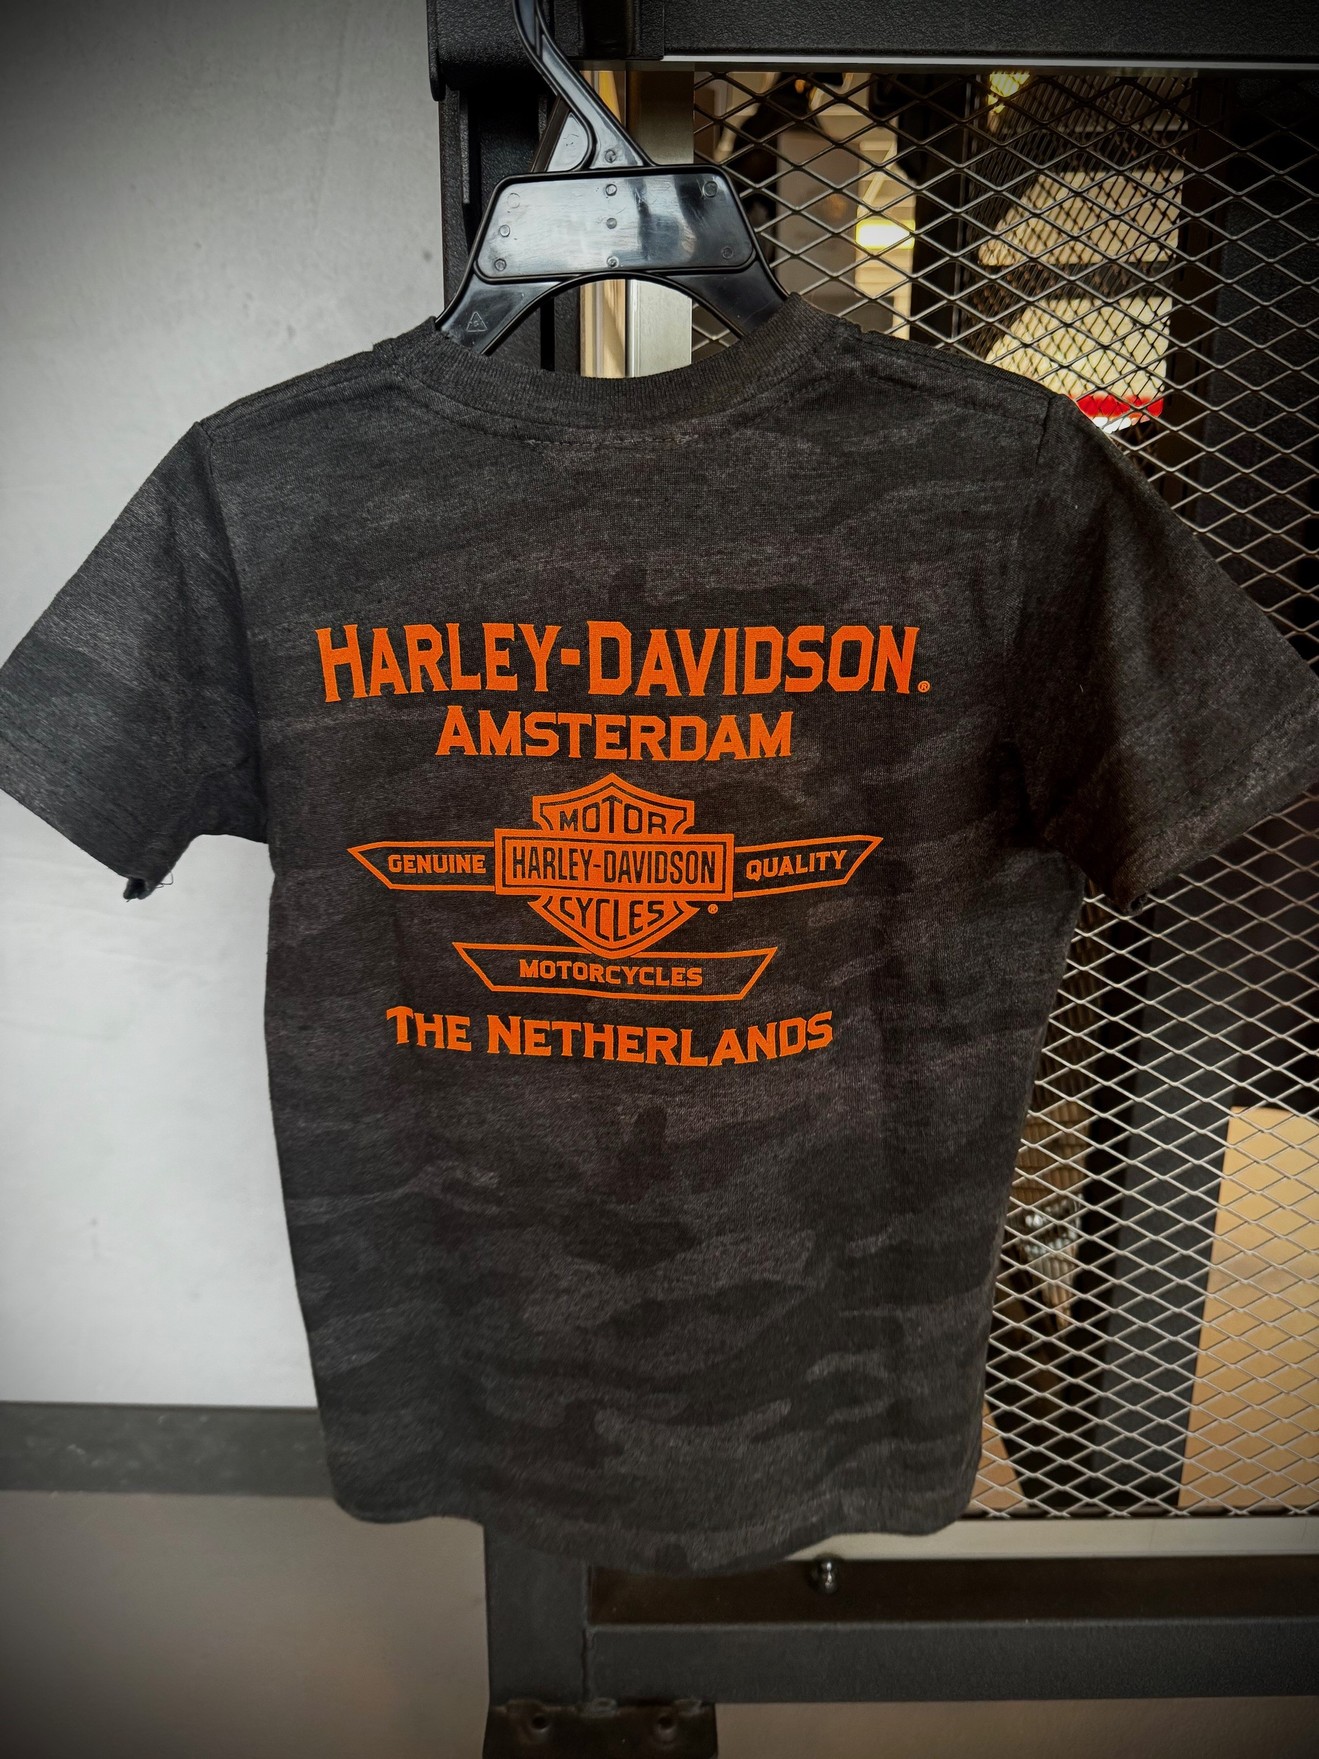 HARLEY-DAVIDSON®
AMSTERDAM
MOTOR
GENUINE HARLEY-DAVIDSON QUALITY
CYCLES®
MOTORCYCLES
THE NETHERLANDS